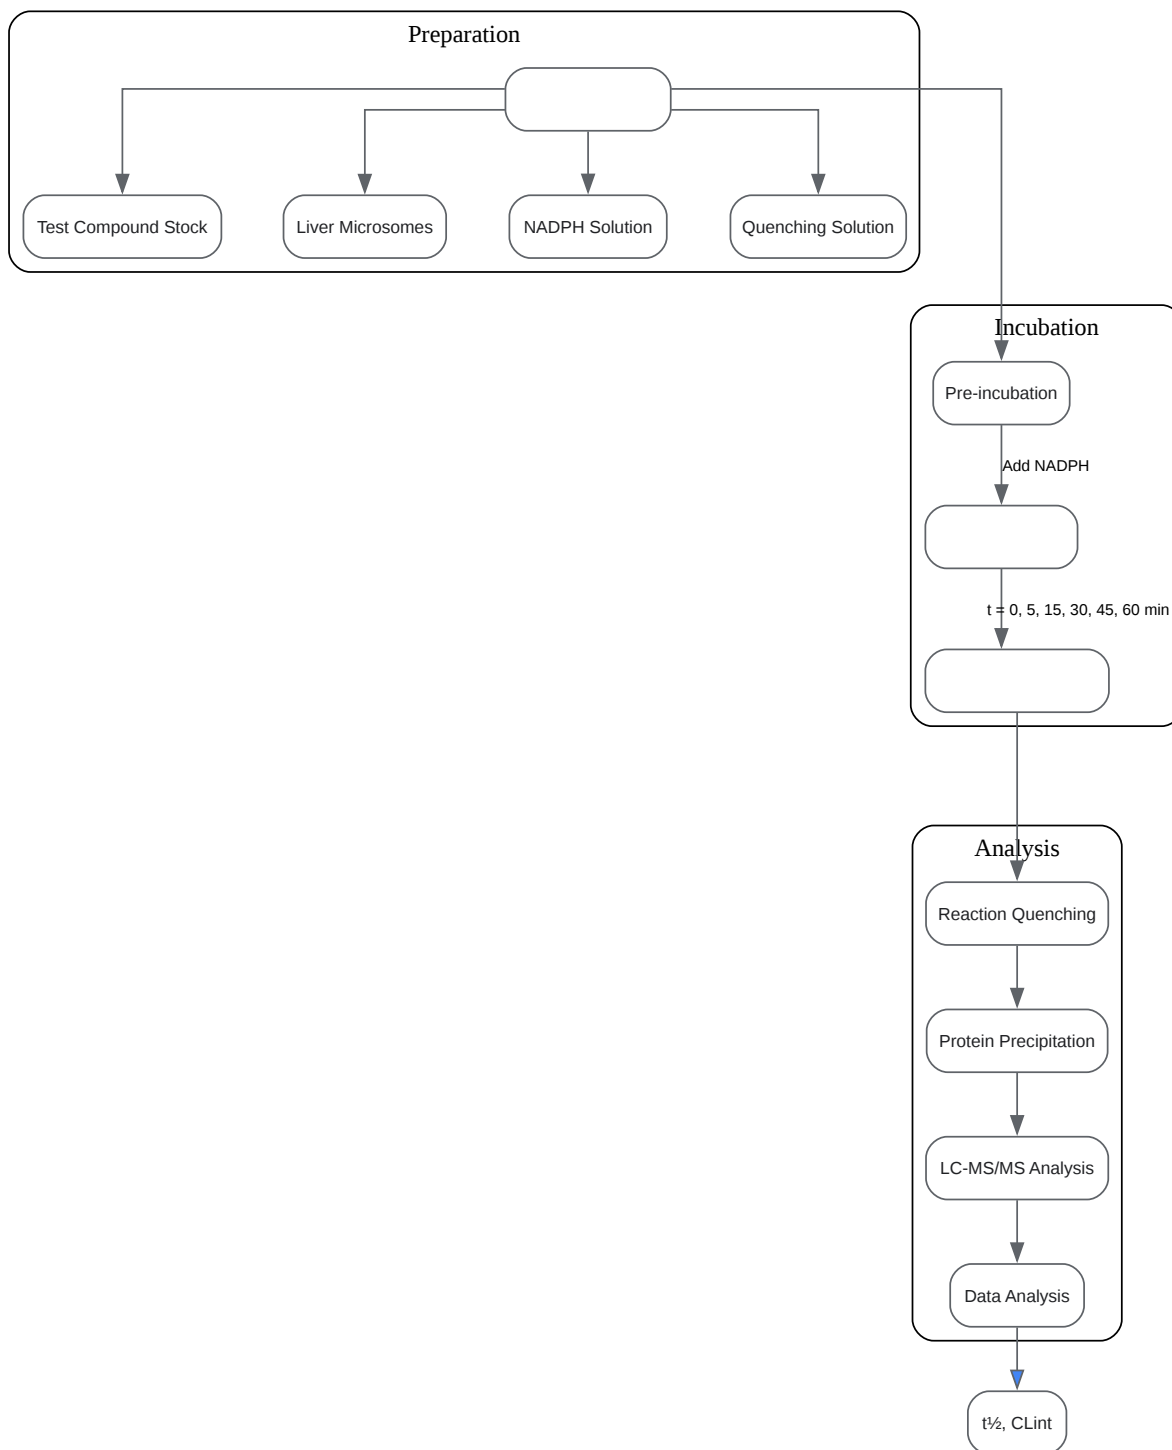 Preparation
Test Compound Stock
Liver Microsomes
NADPH Solution
Quenching Solution
Incubation
Pre-incubation
Add NADPH
t = 0, 5, 15, 30, 45, 60 min
Analysis
Reaction Quenching
Protein Precipitation
LC-MS/MS Analysis
Data Analysis
t½, CLint